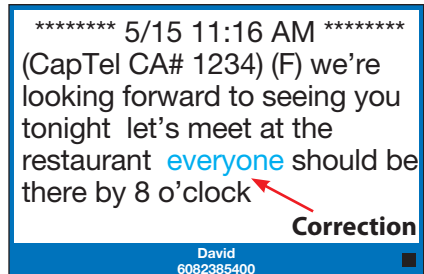 ******** 5/15 11:16 AM ********
(CapTel CA# 1234) (F) we're
looking forward to seeing you
tonight  let's meet at the
restaurant  everyone should be
there by 8 o'clock
Correction
David
6082385400